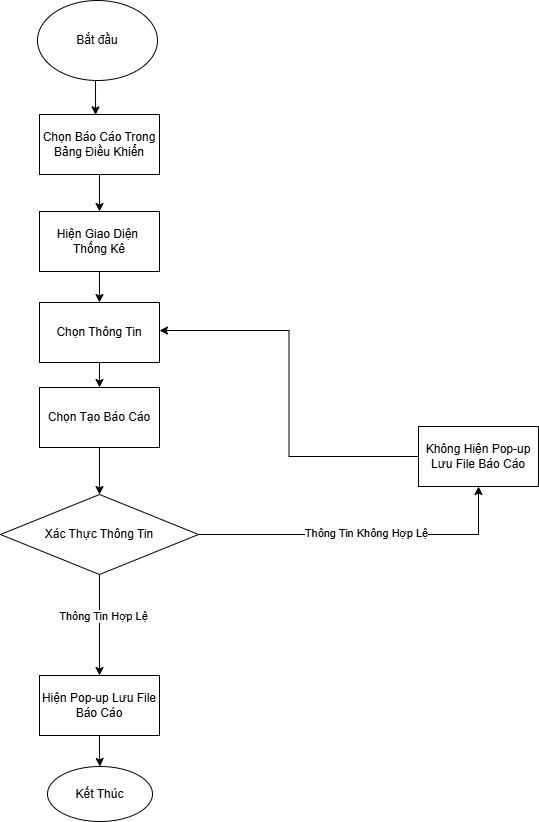 Bắt đầu
Chọn Báo Cáo Trong
Bảng Điều Khiển
Hiện Giao Diện
Thống Kê
Chọn Thông Tin
Chọn Tạo Báo Cáo
Không Hiện Pop-up
Lưu File Báo Cáo
Xác Thực Thông Tin
Thông Tin Không Hợp Lệ
Thông Tin Hợp Lệ
Hiện Pop-up Lưu File
Báo Cáo
Kết Thúc